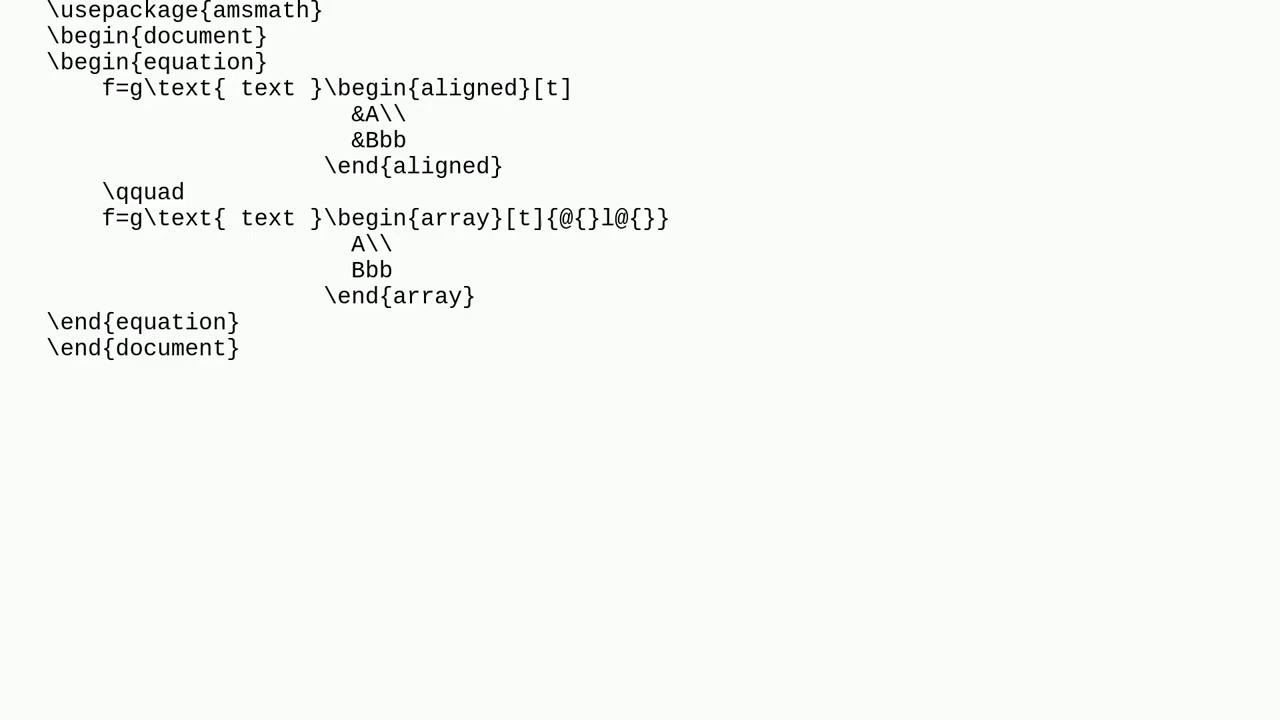 \usepackage{amsmath}
\begin{document}
\begin{equation}
    f=g\text{ text }\begin{aligned}[t]
                      &A\\
                      &Bbb
                    \end{aligned}
    \qquad
    f=g\text{ text }\begin{array}[t]{@{}l@{}}
                      A\\
                      Bbb
                    \end{array}
\end{equation}
\end{document}